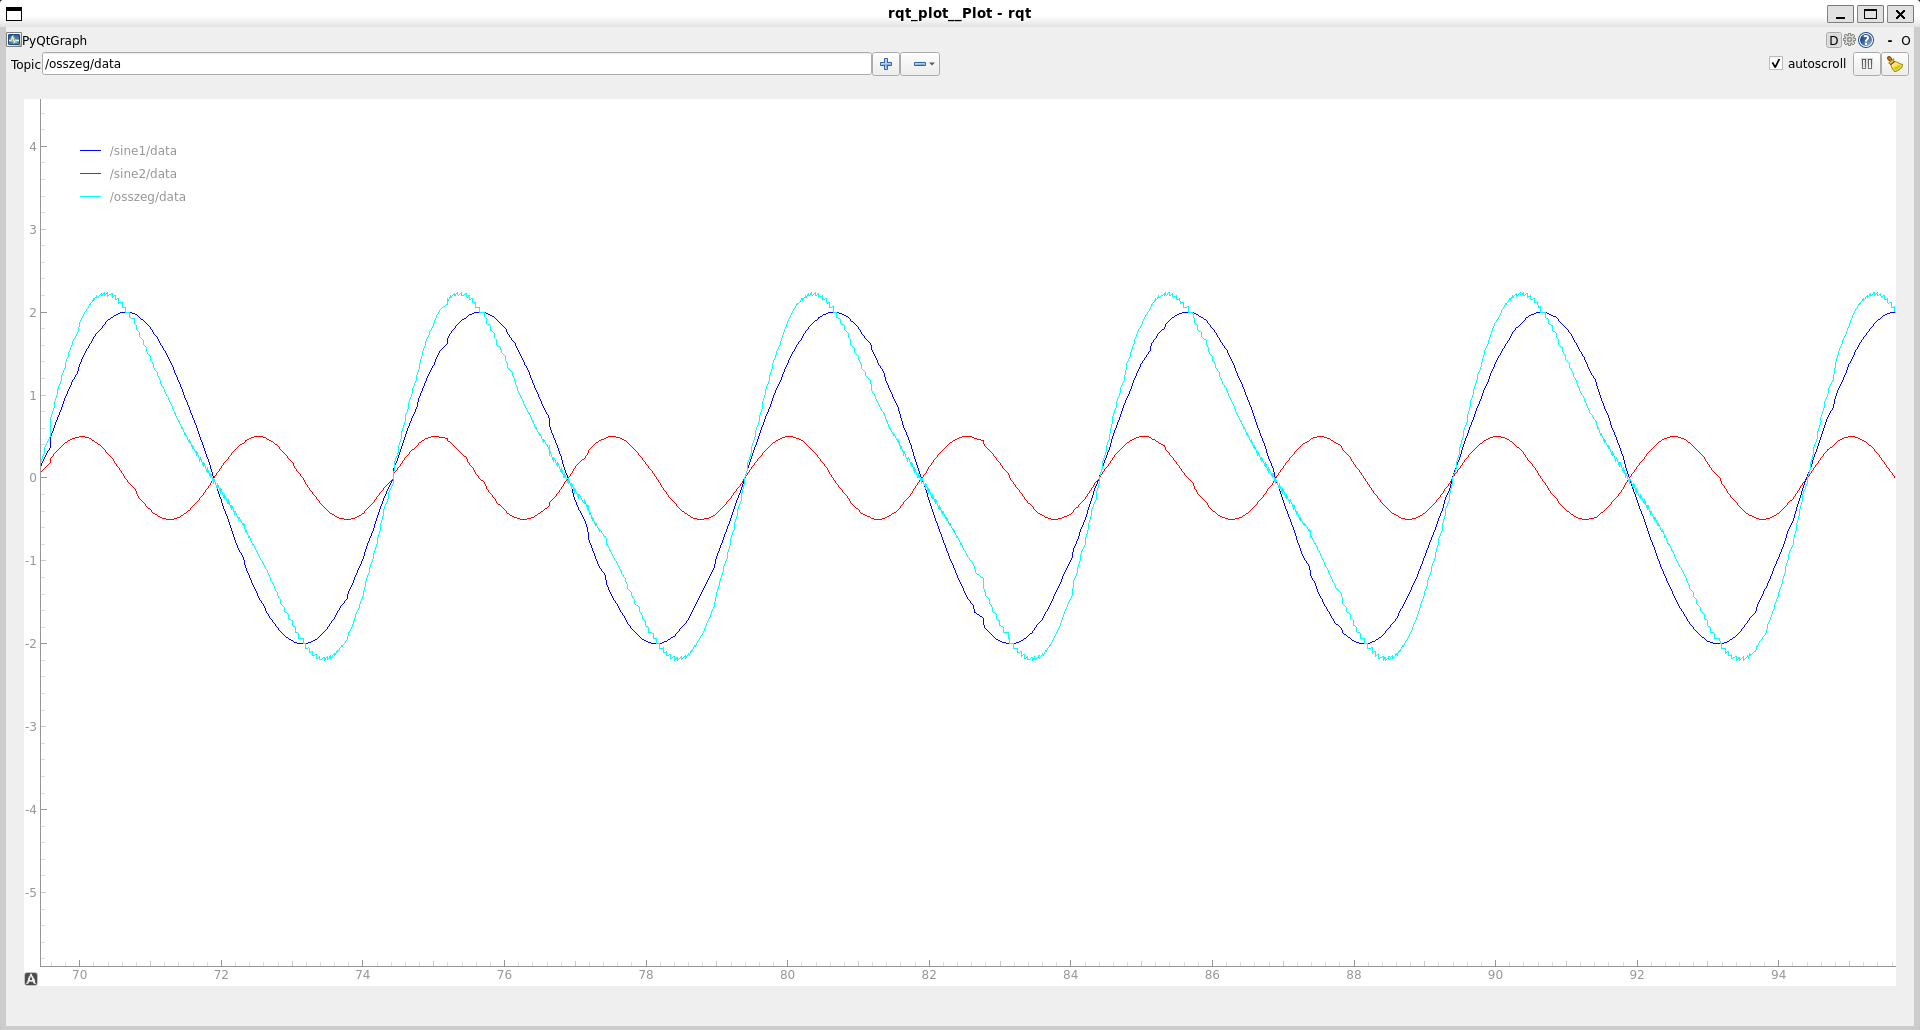 rqt_plot__Plot - rqt
PyQtGraph
D
- O
Topic /osszeg/data
autoscroll
/sine1/data
/sine2/data
/osszeg/data
4
3
2
1
0
-1
-2
-3
-4
-5
A
70 72 74 76 78 80 82 84 86 88 90 92 94